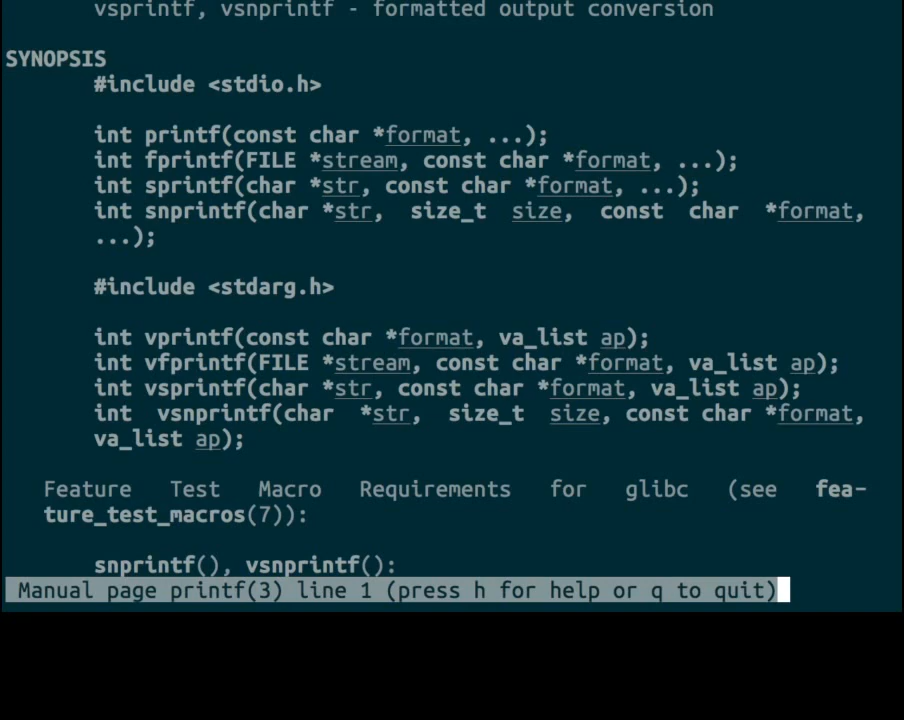 vsprintf, vsnprintf - formatted output conversion
SYNOPSIS
#include <stdio.h>
int printf(const char *format, ...);
int fprintf(FILE *stream, const char *format, ...);
int sprintf(char *str, const char *format, ...);
int snprintf(char *str, size_t size, const char *format,
...);
#include <stdarg.h>
int vprintf(const char *format, va_list ap);
int vfprintf(FILE *stream, const char *format, va_list ap);
int vsprintf(char *str, const char *format, va_list ap);
int vsnprintf(char *str, size_t size, const char *format,
va_list ap);
Feature Test Macro Requirements for glibc (see fea-
ture_test_macros(7)):
snprintf(), vsnprintf():
Manual page printf(3) line 1 (press h for help or q to quit)